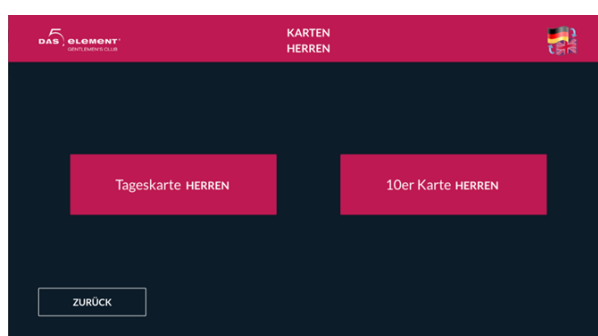 DAS 5 ELEMENT
GENTLEMEN'S CLUB
KARTEN
HERREN
Tageskarte HERREN
10er Karte HERREN
ZURÜCK